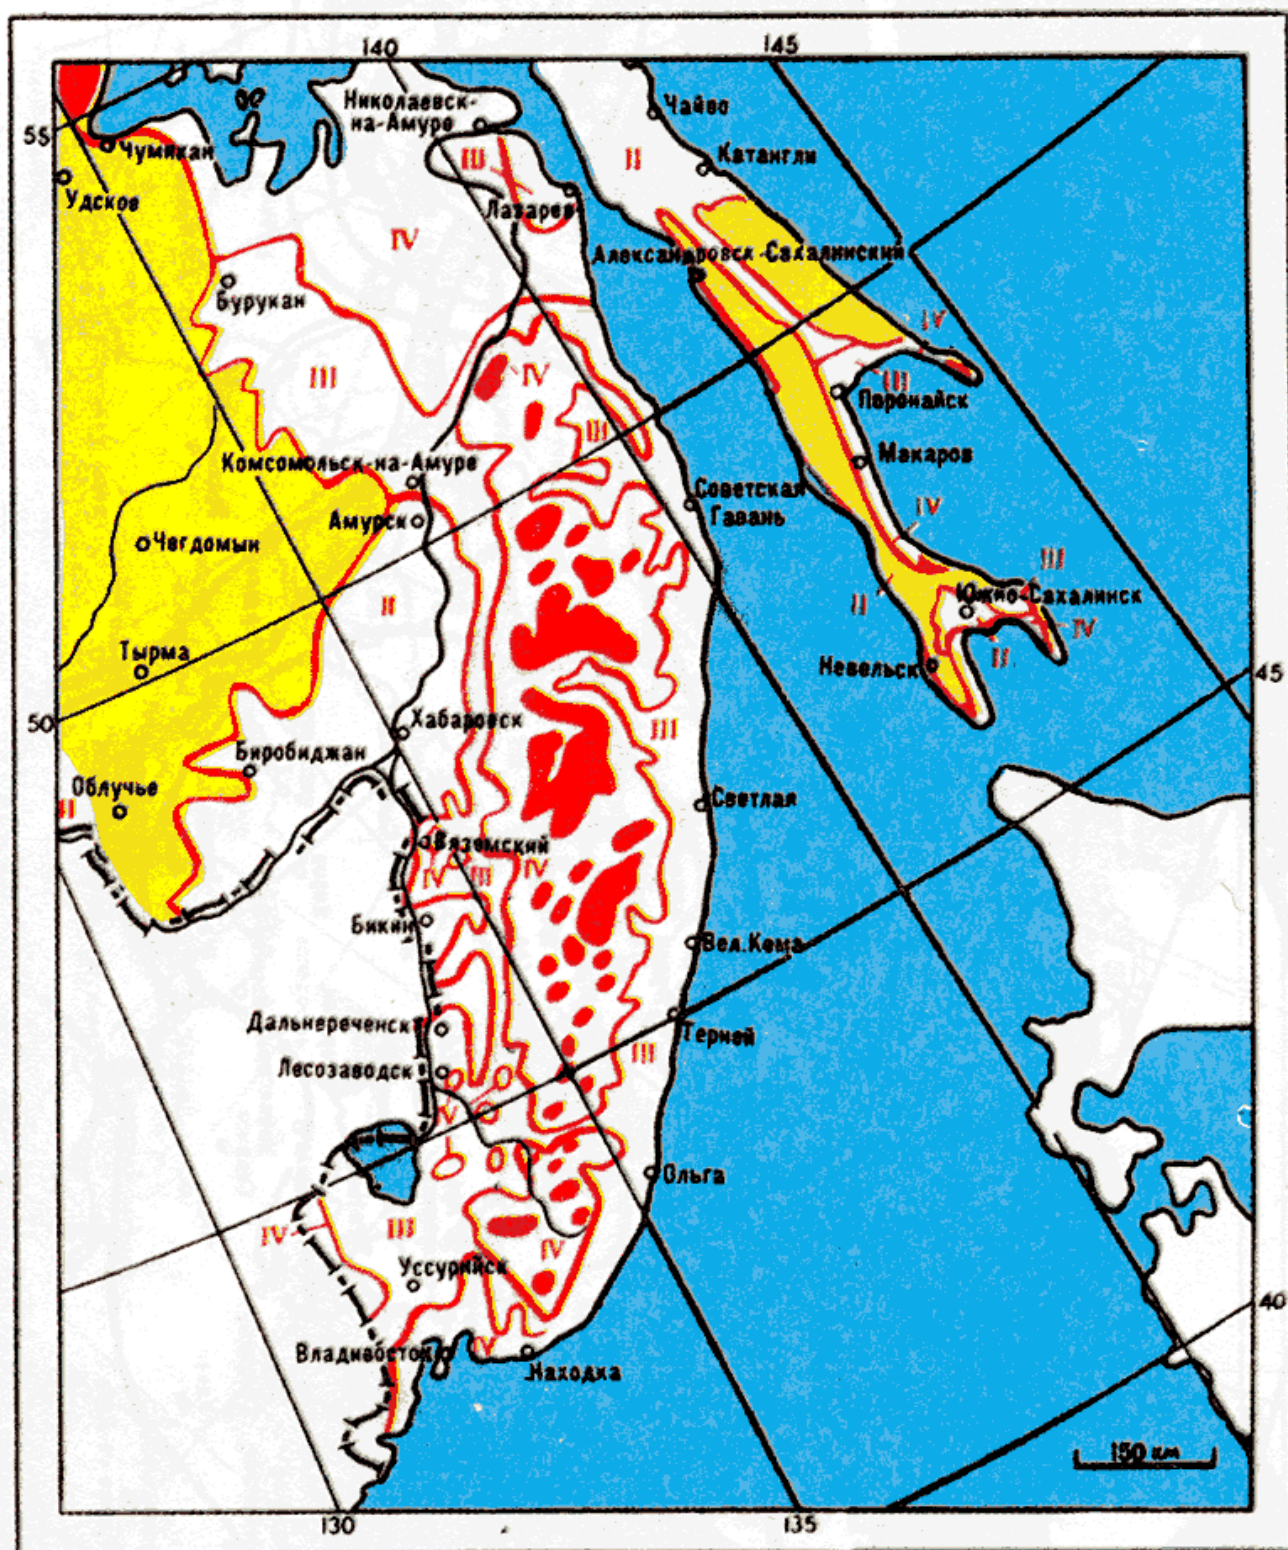 140
145
Николаевск-
на-Амуре
Чайво
55
Чумикан
III
II
Катангли
Удское
Лазарев
IV
Александровск-Сахалинский
Бурукан
IV
III
IV
III
Поронайск
III
Комсомольск-на-Амуре
Макаров
Советская
Гавань
Амурск
IV
Чегдомын
III
II
II
Южно-Сахалинск
IV
Тырма
II
Невельск
45
50
Хабаровск
III
Биробиджан
Облучье
Светлая
II
Вяземский
IV
III
IV
Бикин
Вел.Кема
Дальнереченск
Терней
III
Лесозаводск
IV
Ольга
IV
III
IV
Уссурийск
40
Владивосток
IV
Находка
150 км
130
135